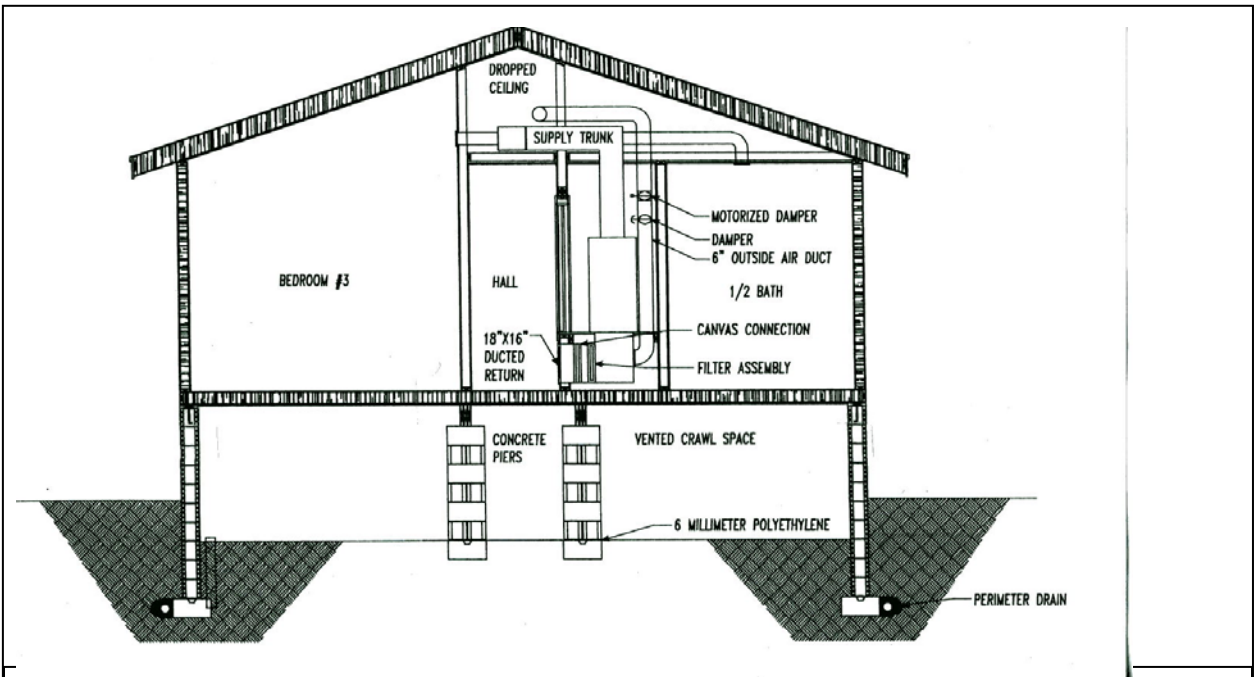 DROPPED
CEILING
SUPPLY TRUNK
MOTORIZED DAMPER
DAMPER
6" OUTSIDE AIR DUCT
BEDROOM #3
HALL
1/2 BATH
CANVAS CONNECTION
18"X16"
DUCTED
RETURN
FILTER ASSEMBLY
CONCRETE
PIERS
VENTED CRAWL SPACE
6 MILLIMETER POLYETHYLENE
PERIMETER DRAIN